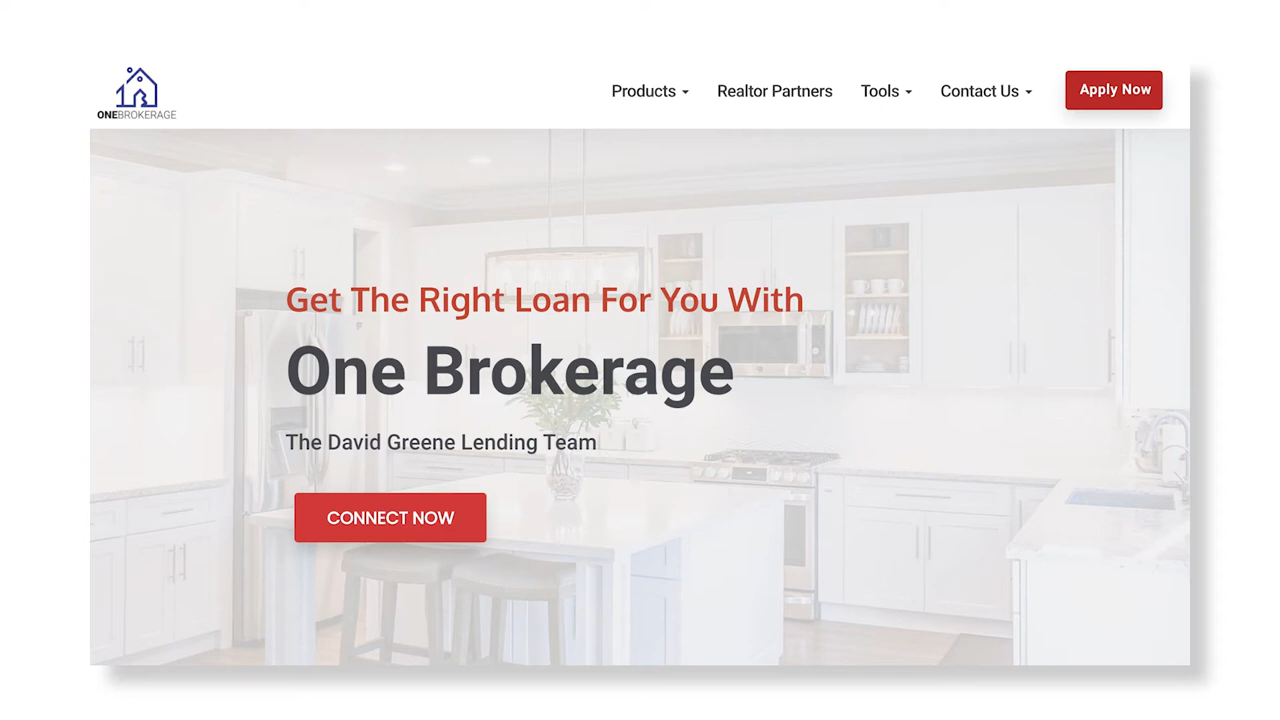 ONEBROKERAGE
Products
Realtor Partners
Tools
Contact Us
Apply Now
Get The Right Loan For You With
One Brokerage
The David Greene Lending Team
CONNECT NOW